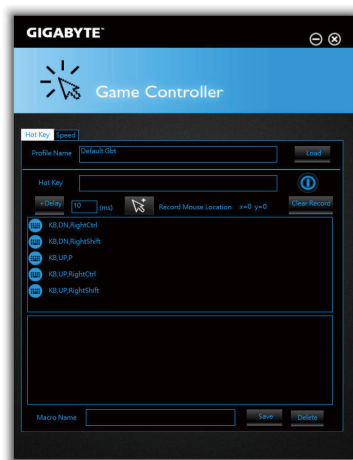 GIGABYTE™
Game Controller
Hot Key Speed
Profile Name Default.Gbt Load
Hot Key
+Delay 10 (ms) Record Mouse Location x=0 y=0 Clear Record
KB,DN,RightCtrl
KB,DN,RightShift
KB,UP,P
KB,UP,RightCtrl
KB,UP,RightShift
Macro Name Save Delete